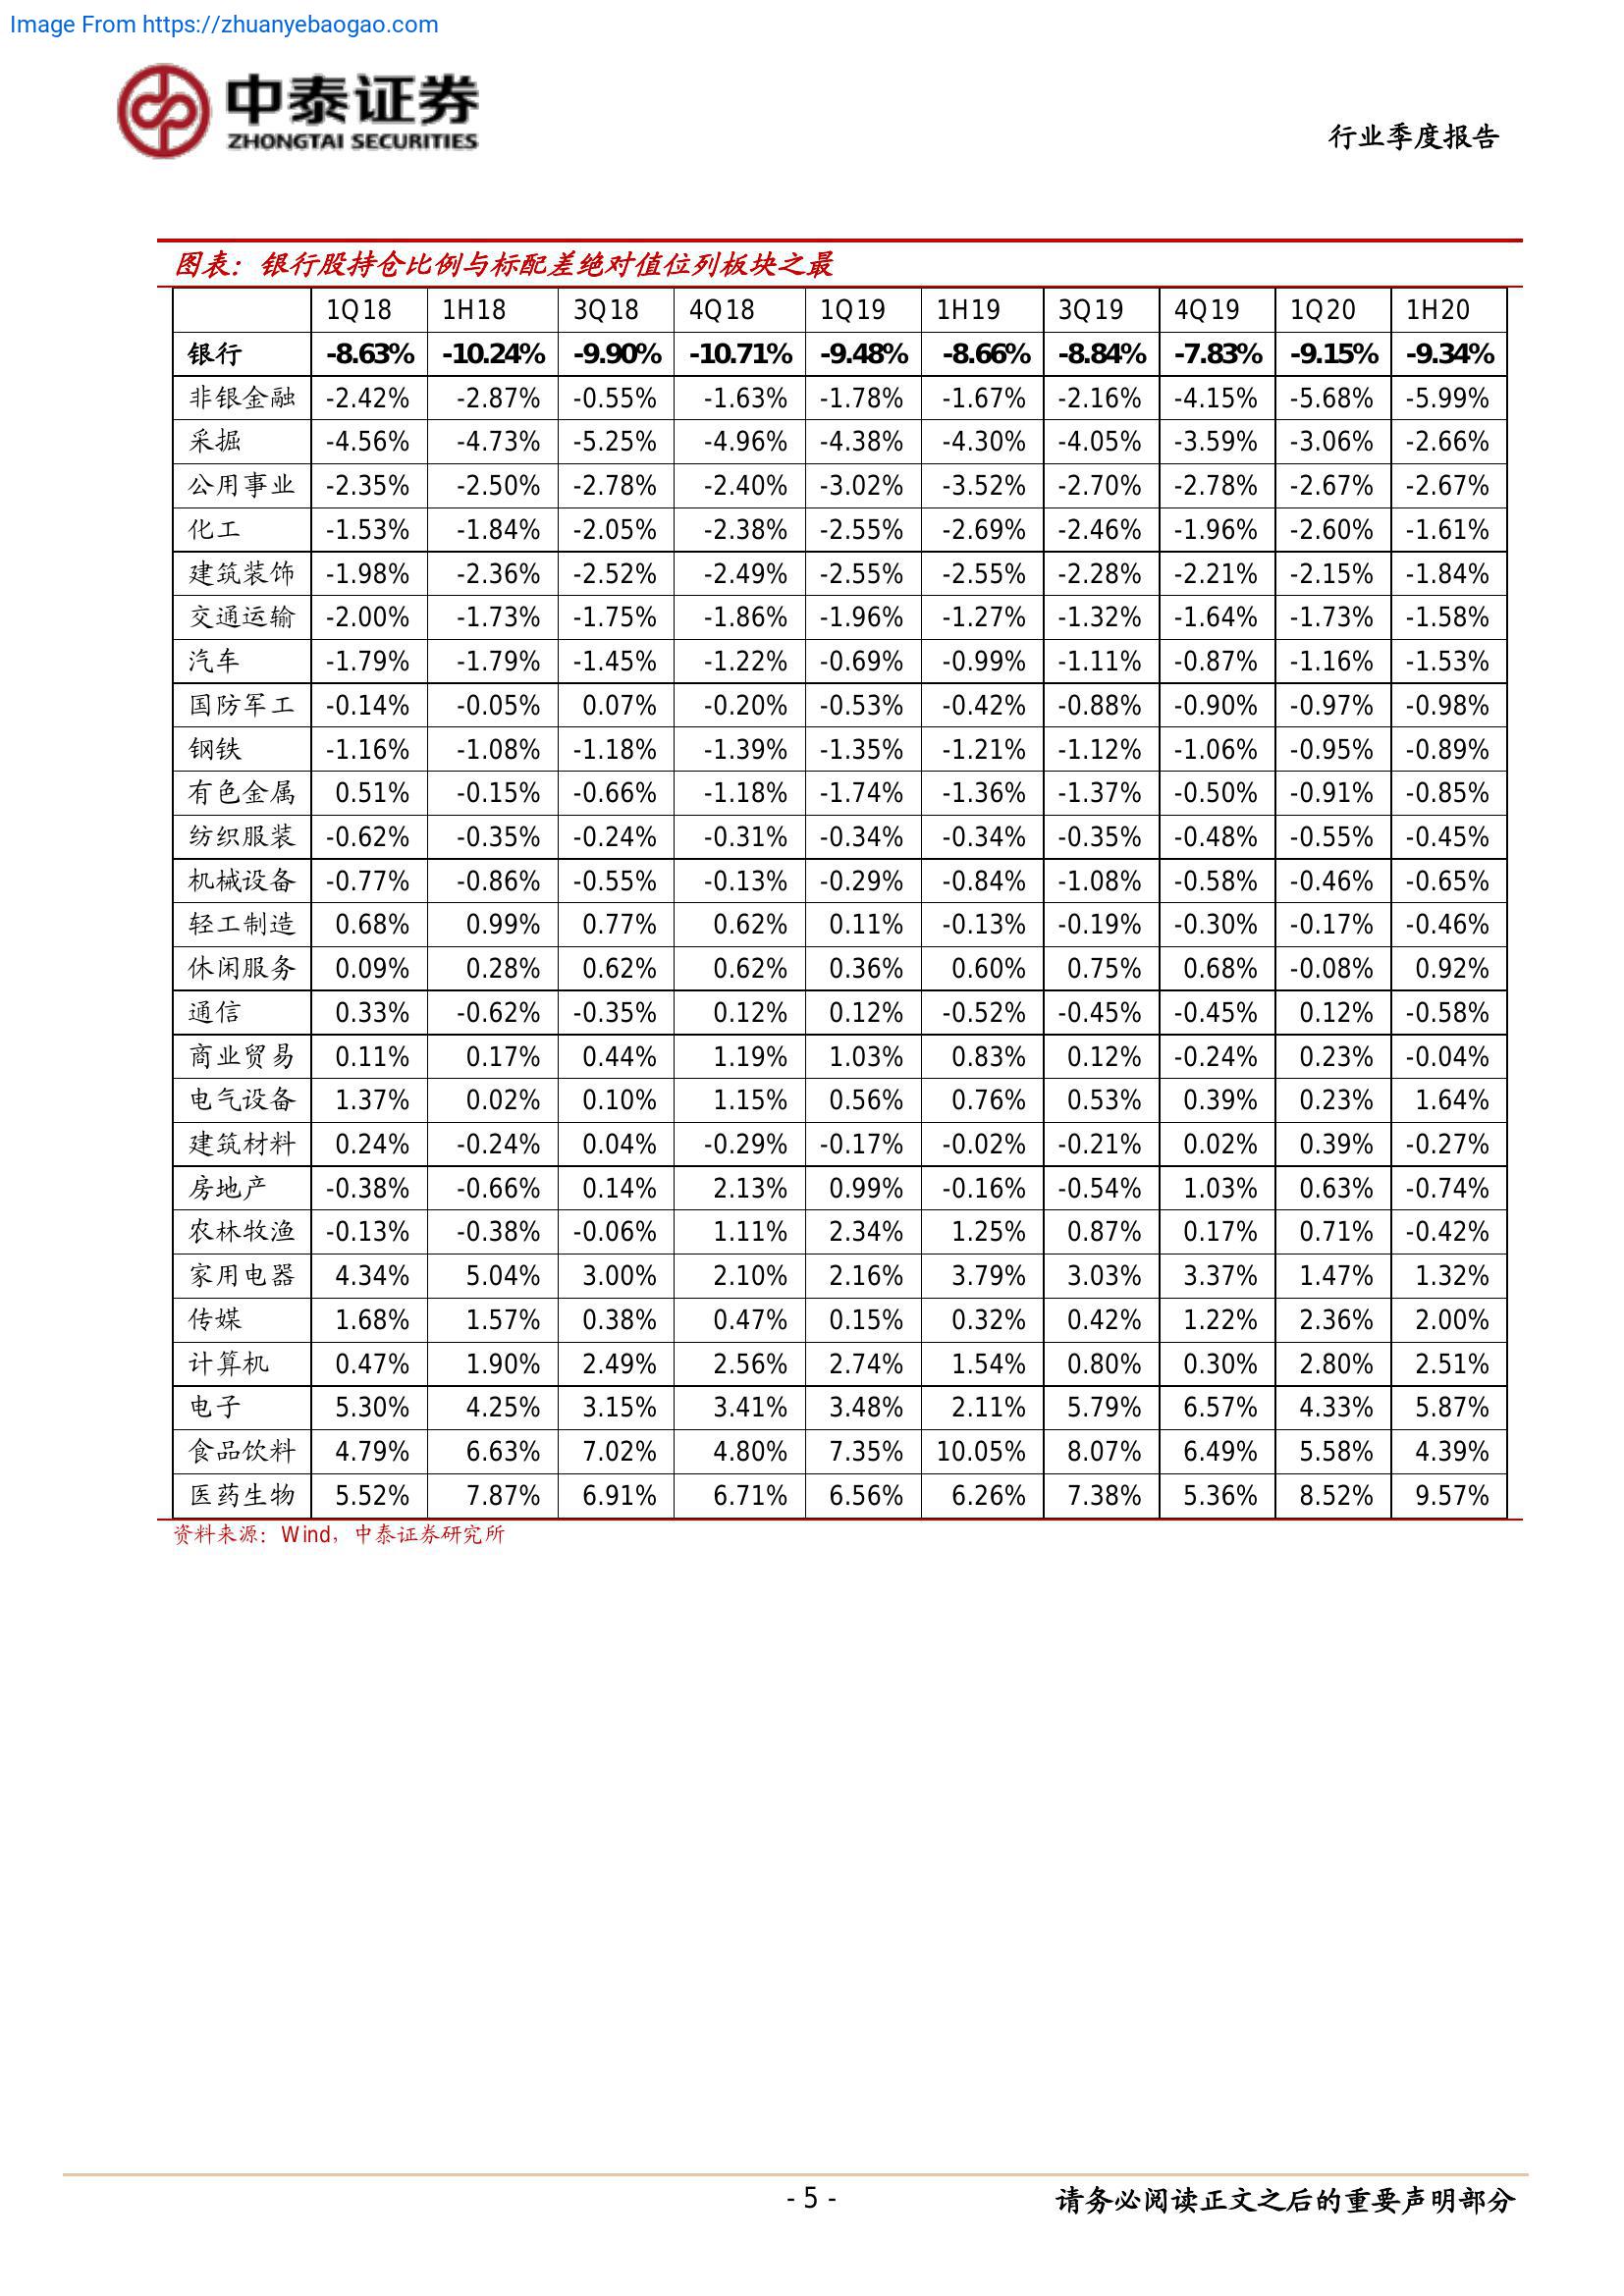 Image From https://zhuanyebaogao.com
中泰证券
ZHONGTAI SECURITIES
行业季度报告
图表：银行股持仓比例与标配差绝对值位列板块之最
1Q18 1H18 3Q18 4Q18 1Q19 1H19 3Q19 4Q19 1Q20 1H20
银行 -8.63% -10.24% -9.90% -10.71% -9.48% -8.66% -8.84% -7.83% -9.15% -9.34%
非银金融 -2.42% -2.87% -0.55% -1.63% -1.78% -1.67% -2.16% -4.15% -5.68% -5.99%
采掘 -4.56% -4.73% -5.25% -4.96% -4.38% -4.30% -4.05% -3.59% -3.06% -2.66%
公用事业 -2.35% -2.50% -2.78% -2.40% -3.02% -3.52% -2.70% -2.78% -2.67% -2.67%
化工 -1.53% -1.84% -2.05% -2.38% -2.55% -2.69% -2.46% -1.96% -2.60% -1.61%
建筑装饰 -1.98% -2.36% -2.52% -2.49% -2.55% -2.55% -2.28% -2.21% -2.15% -1.84%
交通运输 -2.00% -1.73% -1.75% -1.86% -1.96% -1.27% -1.32% -1.64% -1.73% -1.58%
汽车 -1.79% -1.79% -1.45% -1.22% -0.69% -0.99% -1.11% -0.87% -1.16% -1.53%
国防军工 -0.14% -0.05% 0.07% -0.20% -0.53% -0.42% -0.88% -0.90% -0.97% -0.98%
钢铁 -1.16% -1.08% -1.18% -1.39% -1.35% -1.21% -1.12% -1.06% -0.95% -0.89%
有色金属 0.51% -0.15% -0.66% -1.18% -1.74% -1.36% -1.37% -0.50% -0.91% -0.85%
纺织服装 -0.62% -0.35% -0.24% -0.31% -0.34% -0.34% -0.35% -0.48% -0.55% -0.45%
机械设备 -0.77% -0.86% -0.55% -0.13% -0.29% -0.84% -1.08% -0.58% -0.46% -0.65%
轻工制造 0.68% 0.99% 0.77% 0.62% 0.11% -0.13% -0.19% -0.30% -0.17% -0.46%
休闲服务 0.09% 0.28% 0.62% 0.62% 0.36% 0.60% 0.75% 0.68% -0.08% 0.92%
通信 0.33% -0.62% -0.35% 0.12% 0.12% -0.52% -0.45% -0.45% 0.12% -0.58%
商业贸易 0.11% 0.17% 0.44% 1.19% 1.03% 0.83% 0.12% -0.24% 0.23% -0.04%
电气设备 1.37% 0.02% 0.10% 1.15% 0.56% 0.76% 0.53% 0.39% 0.23% 1.64%
建筑材料 0.24% -0.24% 0.04% -0.29% -0.17% -0.02% -0.21% 0.02% 0.39% -0.27%
房地产 -0.38% -0.66% 0.14% 2.13% 0.99% -0.16% -0.54% 1.03% 0.63% -0.74%
农林牧渔 -0.13% -0.38% -0.06% 1.11% 2.34% 1.25% 0.87% 0.17% 0.71% -0.42%
家用电器 4.34% 5.04% 3.00% 2.10% 2.16% 3.79% 3.03% 3.37% 1.47% 1.32%
传媒 1.68% 1.57% 0.38% 0.47% 0.15% 0.32% 0.42% 1.22% 2.36% 2.00%
计算机 0.47% 1.90% 2.49% 2.56% 2.74% 1.54% 0.80% 0.30% 2.80% 2.51%
电子 5.30% 4.25% 3.15% 3.41% 3.48% 2.11% 5.79% 6.57% 4.33% 5.87%
食品饮料 4.79% 6.63% 7.02% 4.80% 7.35% 10.05% 8.07% 6.49% 5.58% 4.39%
医药生物 5.52% 7.87% 6.91% 6.71% 6.56% 6.26% 7.38% 5.36% 8.52% 9.57%
资料来源：Wind，中泰证券研究所
- 5 -
请务必阅读正文之后的重要声明部分